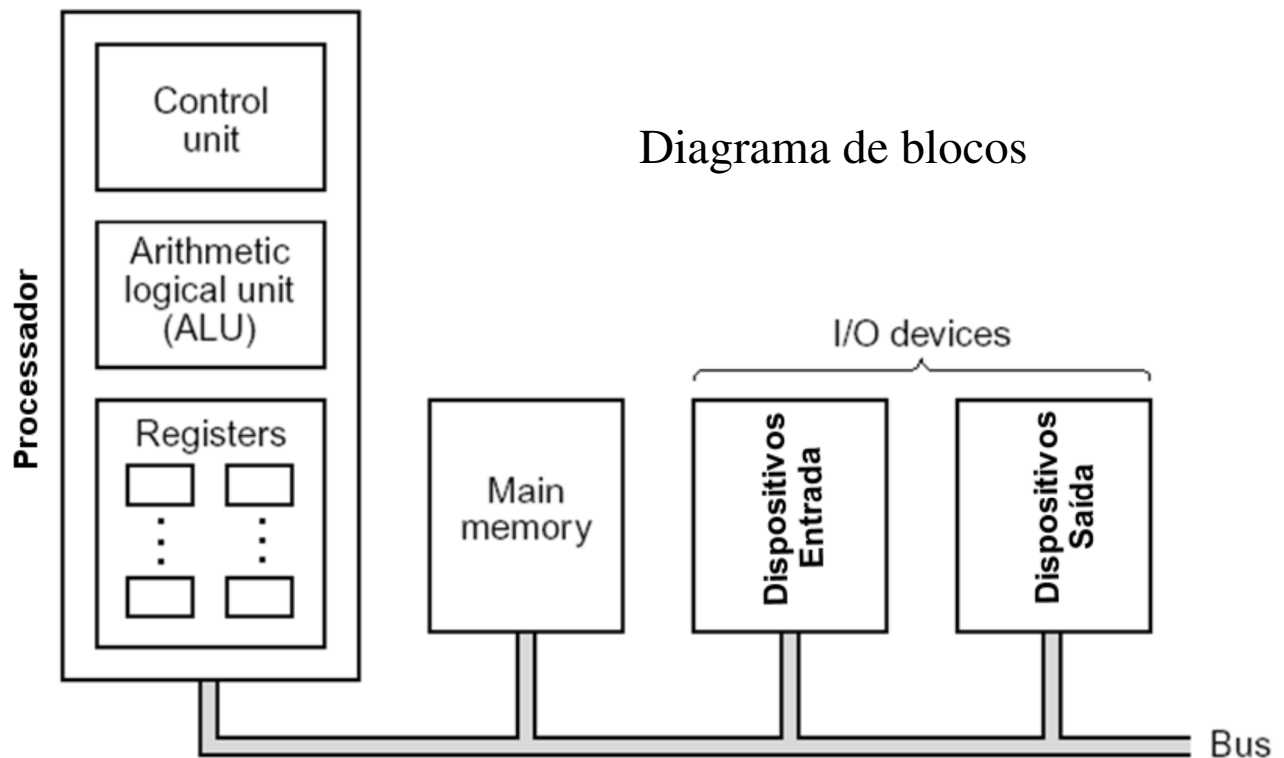 Diagrama de blocos
Processador
Control
unit
Arithmetic
logical unit
(ALU)
Registers
Main
memory
I/O devices
Dispositivos
Entrada
Dispositivos
Saída
Bus